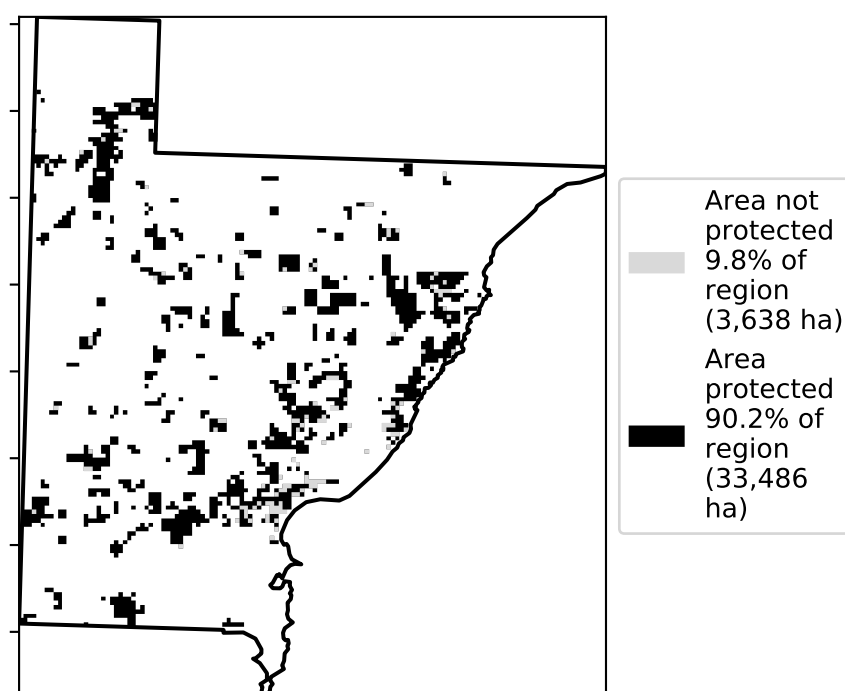 Area not
protected
9.8% of
region
(3,638 ha)
Area
protected
90.2% of
region
(33,486
ha)